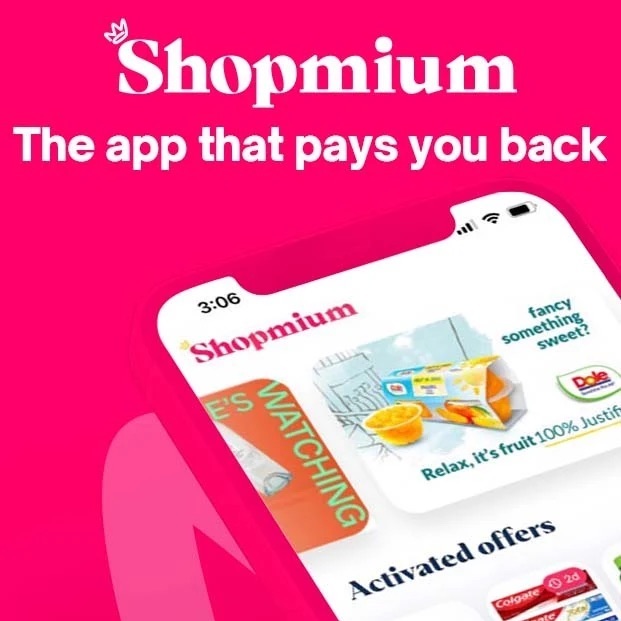 Shopmium
The app that pays you back
3:06
Shopmium
fancy
something
sweet?
Dole
E'S
WATCHING
Relax, it's fruit 100% Justif
Activated offers
2d
Colgate